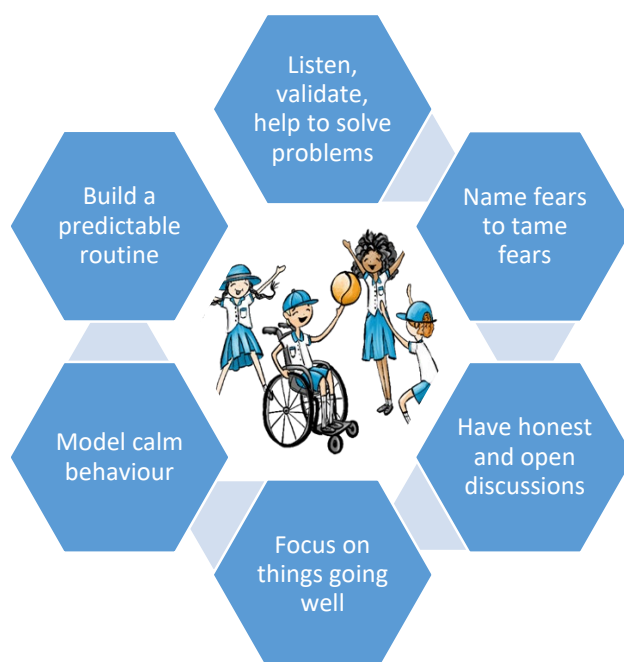 Listen,
validate,
help to solve
problems
Name fears
to tame
fears
Have honest
and open
discussions
Focus on
things going
well
Model calm
behaviour
Build a
predictable
routine